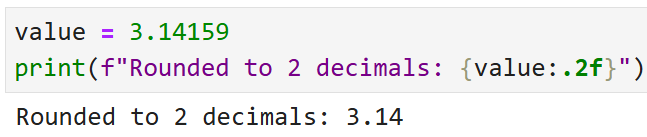 value = 3.14159
print(f"Rounded to 2 decimals: {value:.2f}")
Rounded to 2 decimals: 3.14